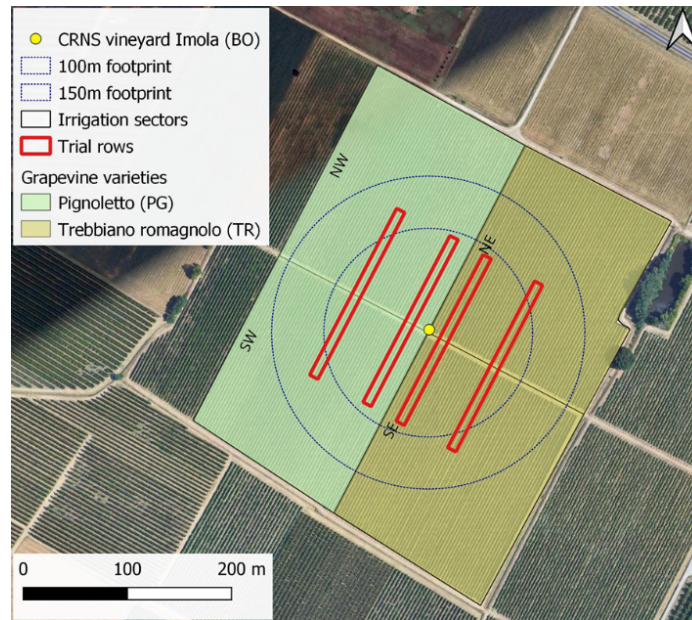 CRNS vineyard Imola (BO)
100m footprint
150m footprint
Irrigation sectors
Trial rows
Grapevine varieties
Pignoletto (PG)
Trebbiano romagnolo (TR)
NW
NE
SW
SE
0 100 200 m